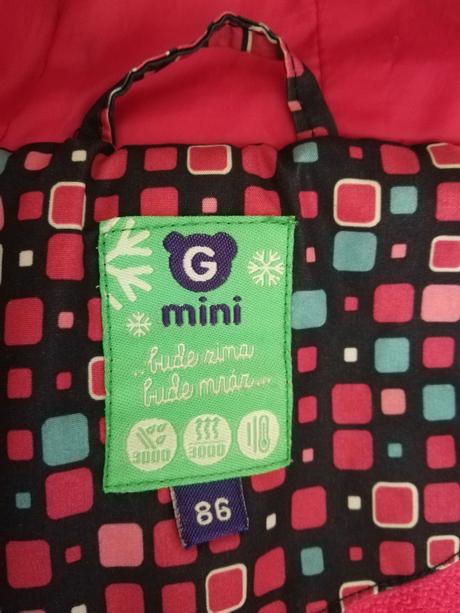 G
mini
...bude zima
bude mráz...
3000 3000
86